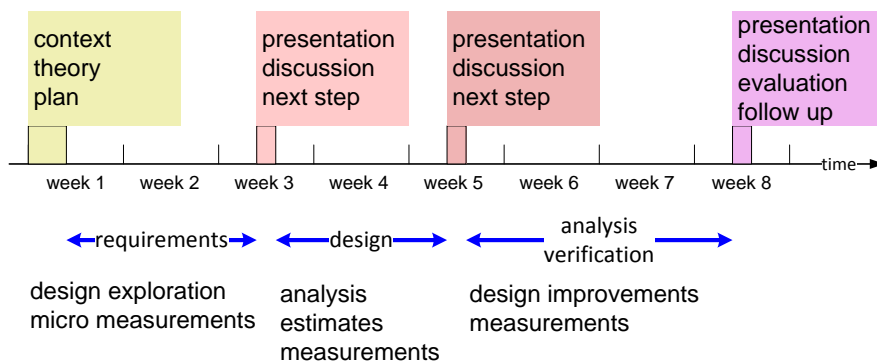 context
theory
plan
presentation
discussion
next step
presentation
discussion
next step
presentation
discussion
evaluation
follow up
time
week 1
week 2
week 3
week 4
week 5
week 6
week 7
week 8
requirements
design
analysis
verification
design exploration
micro measurements
analysis
estimates
measurements
design improvements
measurements